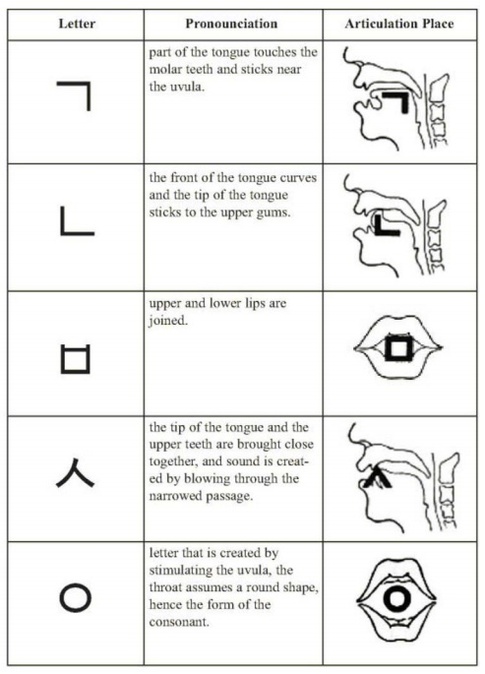 Letter Pronounciation Articulation Place
ㄱ
part of the tongue touches the
molar teeth and sticks near
the uvula.
ㄱ
ㄴ
the front of the tongue curves
and the tip of the tongue
sticks to the upper gums.
ㄴ
ㅂ
upper and lower lips are
joined.
ㅁ
ㅅ
the tip of the tongue and the
upper teeth are brought close
together, and sound is creat-
ed by blowing through the
narrowed passage.
ㅅ
ㅇ
letter that is created by
stimulating the uvula, the
throat assumes a round shape,
hence the form of the
consonant.
ㅇ